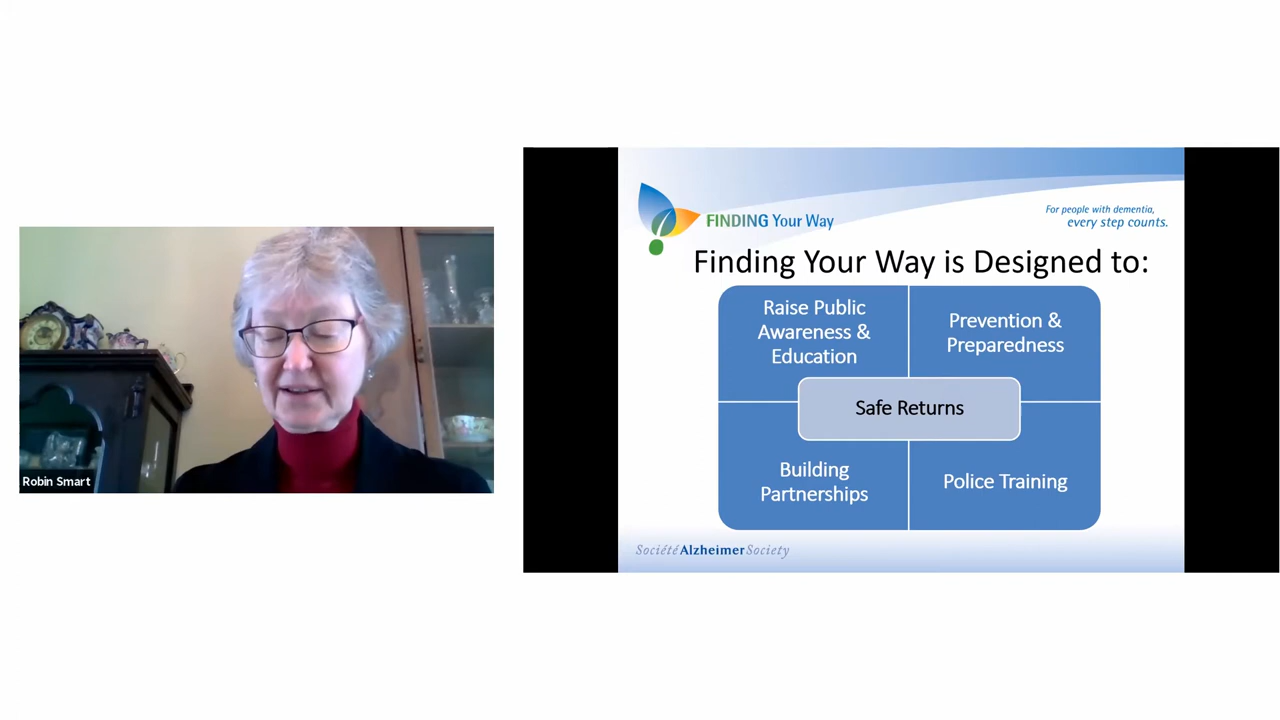 Robin Smart
FINDING Your Way
For people with dementia,
every step counts.
Finding Your Way is Designed to:
Raise Public
Awareness &
Education
Prevention &
Preparedness
Safe Returns
Building
Partnerships
Police Training
Société Alzheimer Society